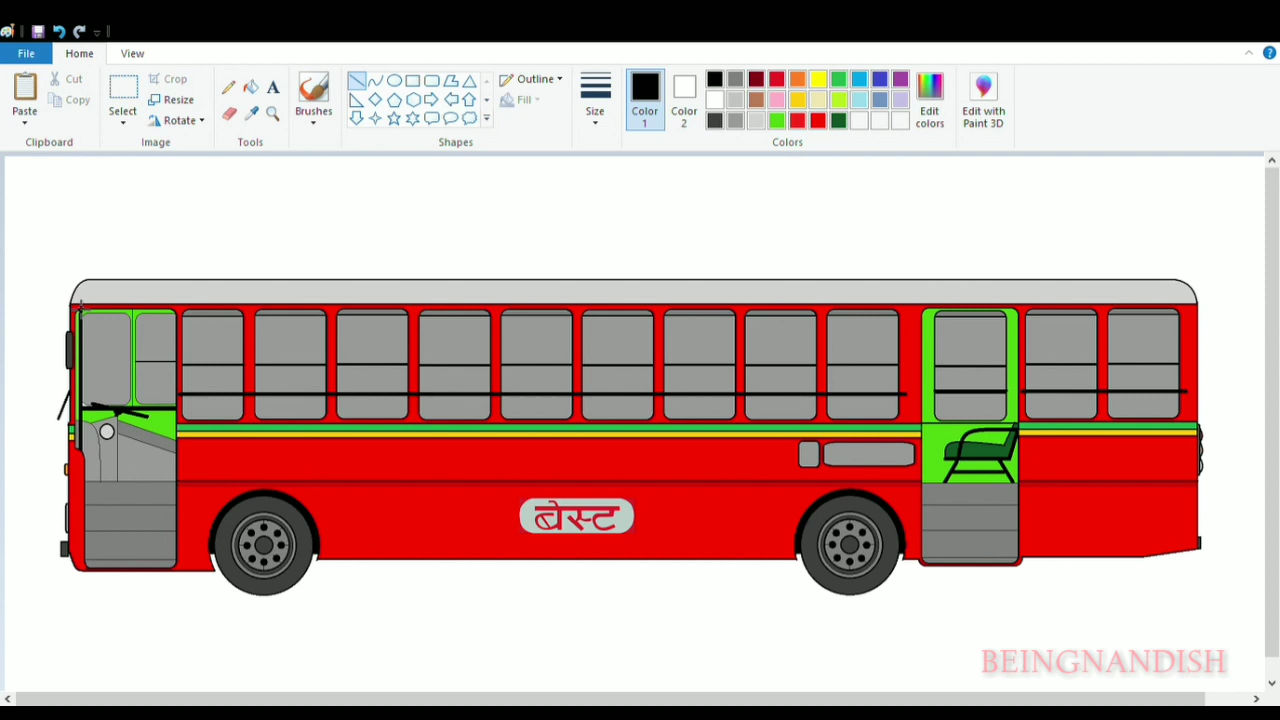 File Home View
Cut
Copy
Paste
Clipboard
Select
Crop
Resize
Rotate
Image
Tools
Brushes
Shapes
Outline
Fill
Size
Color 1
Color 2
Colors
Edit colors
Edit with Paint 3D
बेस्ट
BEINGNANDISH